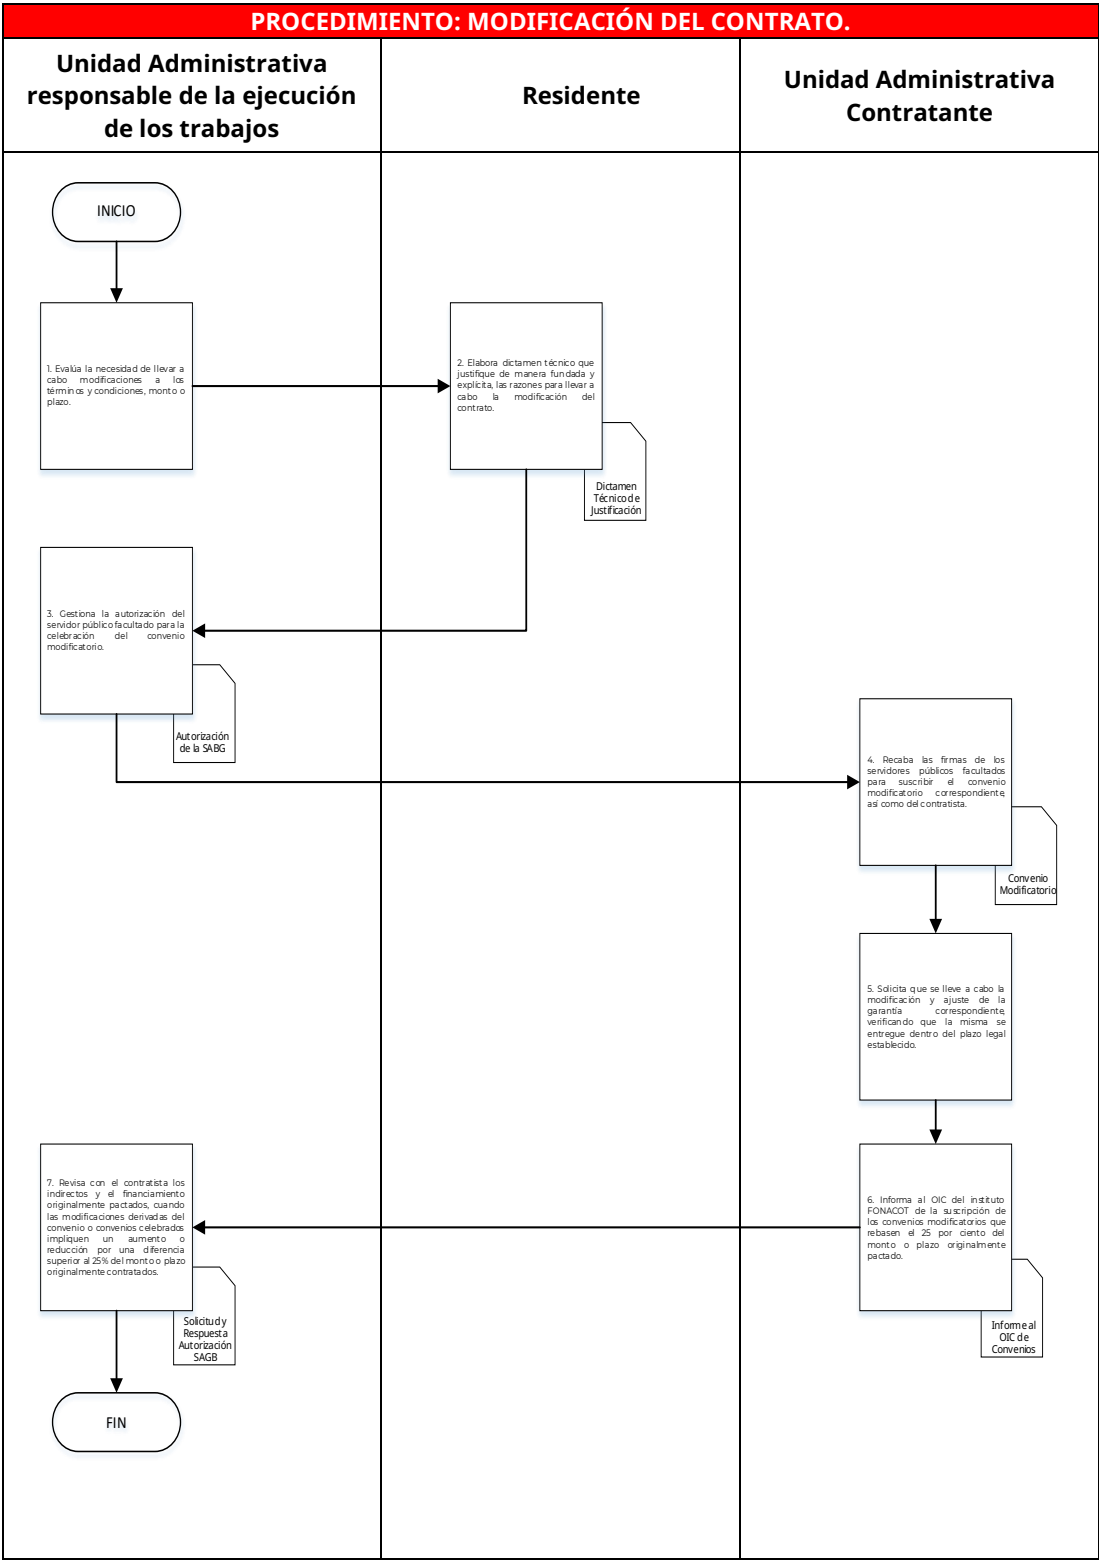 PROCEDIMIENTO: MODIFICACIÓN DEL CONTRATO.
Unidad Administrativa
responsable de la ejecución
de los trabajos
Residente
Unidad Administrativa
Contratante
INICIO
1. Evalúa la necesidad de llevar a
cabo modificaciones a los
términos y condiciones, monto o
plazo.
2. Elabora dictamen técnico que
justifique de manera fundada y
explícita, las razones para llevar a
cabo la modificación del
contrato.
Dictamen
Técnico de
Justificación
3. Gestiona la autorización del
servidor público facultado para la
celebración del convenio
modificatorio.
Autorización
de la SABG
4. Recaba las firmas de los
servidores públicos facultados
para suscribir el convenio
modificatorio correspondiente,
así como del contratista.
Convenio
Modificatorio
5. Solicita que se lleve a cabo la
modificación y ajuste de la
garantía correspondiente,
verificando que la misma se
entregue dentro del plazo legal
establecido.
6. Informa al OIC del instituto
FONACOT de la suscripción de
los convenios modificatorios que
rebasen el 25 por ciento del
monto o plazo originalmente
pactado.
Informe al
OIC de
Convenios
7. Revisa con el contratista los
indirectos y el financiamiento
originalmente pactados, cuando
las modificaciones derivadas del
convenio o convenios celebrados
impliquen un aumento o
reducción por una diferencia
superior al 25% del monto o plazo
originalmente contratados.
Solicitud y
Respuesta
Autorización
SAGB
FIN